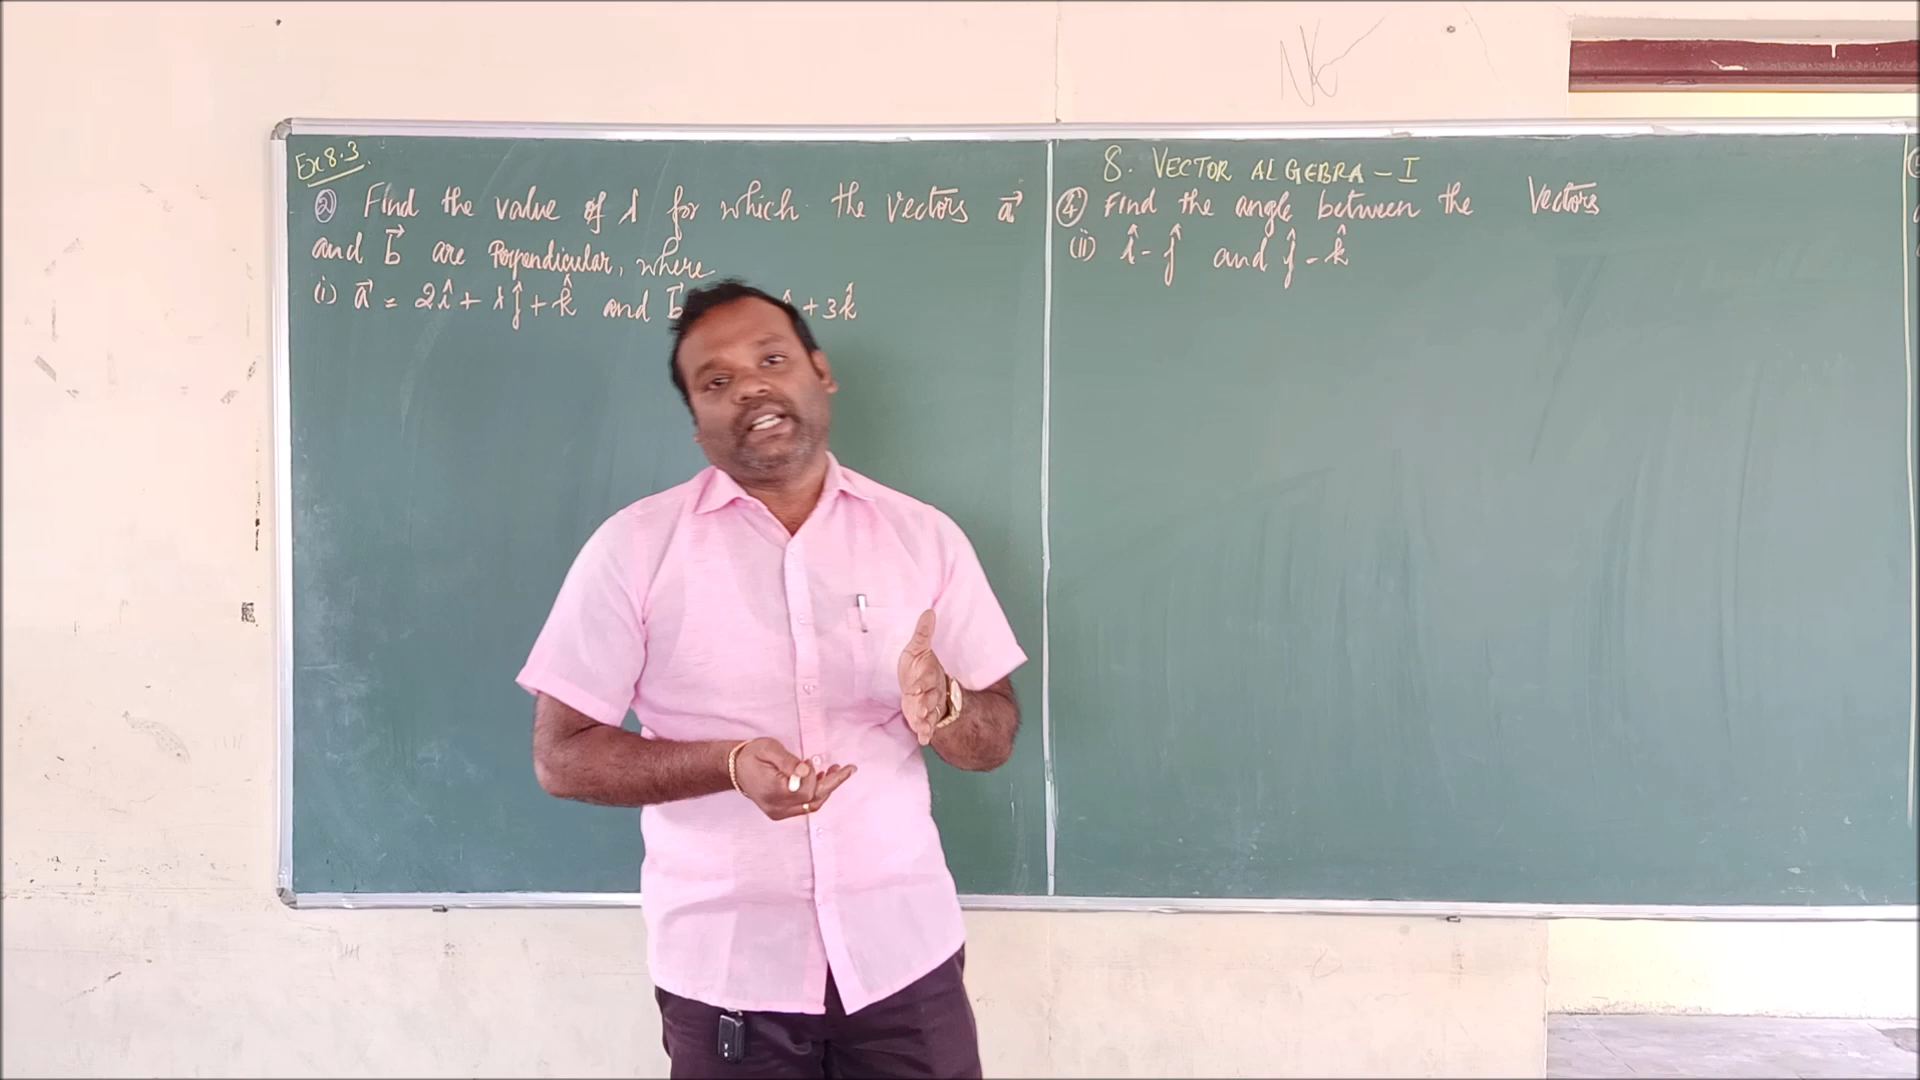 Ex 8.3.
② Find the value of λ for which the vectors a⃗
and b⃗ are Perpendicular, where
(i) a⃗ = 2î + λĵ + k̂ and b⃗ + 3k̂
8. VECTOR ALGEBRA - I
④ Find the angle between the Vectors
(ii) î - ĵ and ĵ - k̂